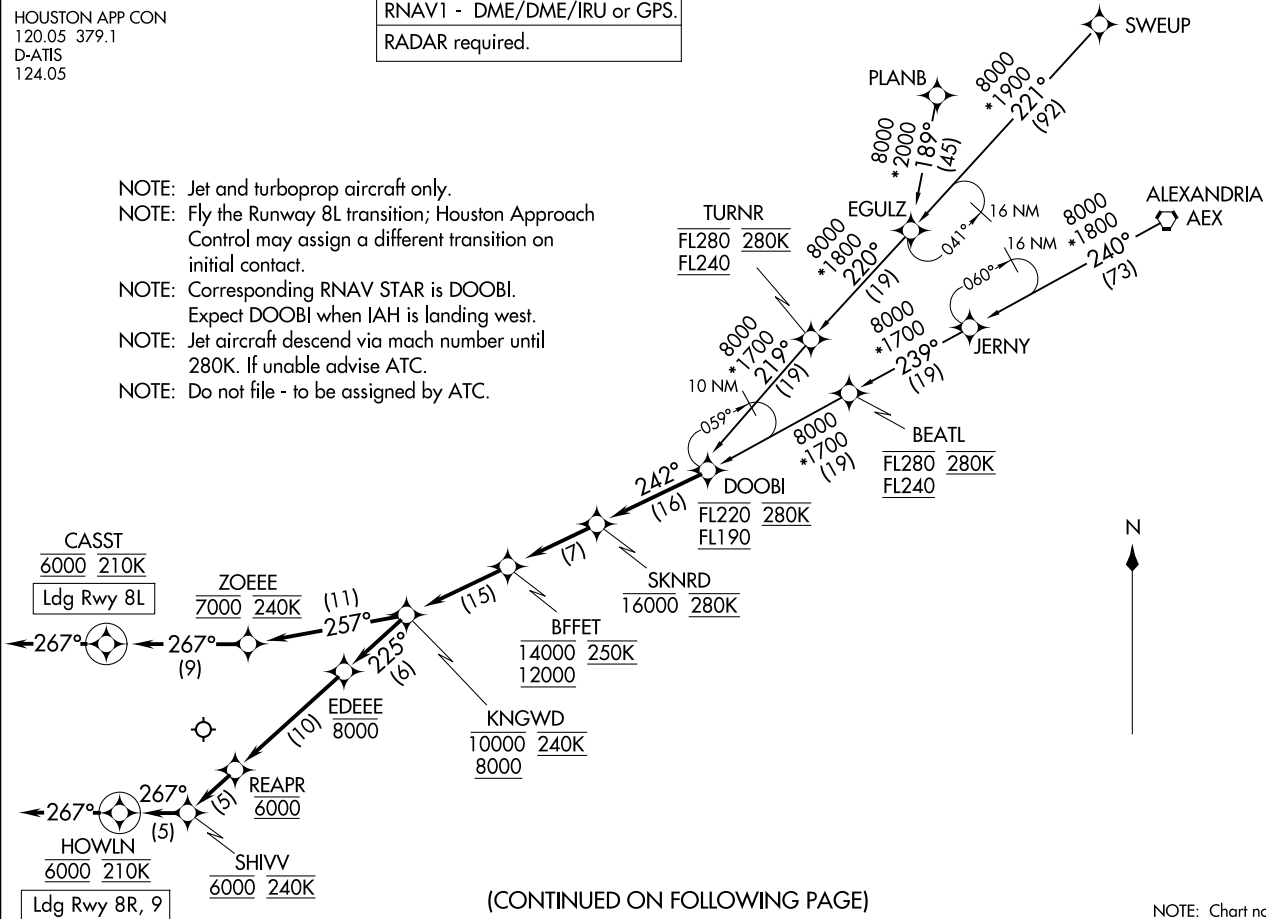 HOUSTON APP CON
120.05 379.1
D-ATIS
124.05
RNAV1 - DME/DME/IRU or GPS.
RADAR required.
SWEUP
8000
*1900
221°
(92)
PLANB
8000
*2000
189°
(45)
NOTE: Jet and turboprop aircraft only.
NOTE: Fly the Runway 8L transition; Houston Approach
Control may assign a different transition on
initial contact.
NOTE: Corresponding RNAV STAR is DOOBI.
Expect DOOBI when IAH is landing west.
NOTE: Jet aircraft descend via mach number until
280K. If unable advise ATC.
NOTE: Do not file - to be assigned by ATC.
ALEXANDRIA
AEX
8000
*1800
240°
(73)
EGULZ
041°
16 NM
TURNR
FL280 280K
FL240
8000
*1800
220°
(19)
060°
16 NM
JERNY
8000
*1700
239°
(19)
8000
*1700
219°
(19)
10 NM
059°
BEATL
FL280 280K
FL240
8000
*1700
(19)
DOOBI
FL220 280K
FL190
242°
(16)
SKNRD
16000 280K
(7)
BFFET
14000 250K
12000
(15)
KNGWD
10000 240K
8000
CASST
6000 210K
Ldg Rwy 8L
ZOEEE
7000 240K
(11)
257°
267°
267°
(9)
225°
(6)
EDEEE
8000
(10)
REAPR
6000
(5)
267°
267°
(5)
HOWLN
6000 210K
Ldg Rwy 8R, 9
SHIVV
6000 240K
N
(CONTINUED ON FOLLOWING PAGE)
NOTE: Chart no